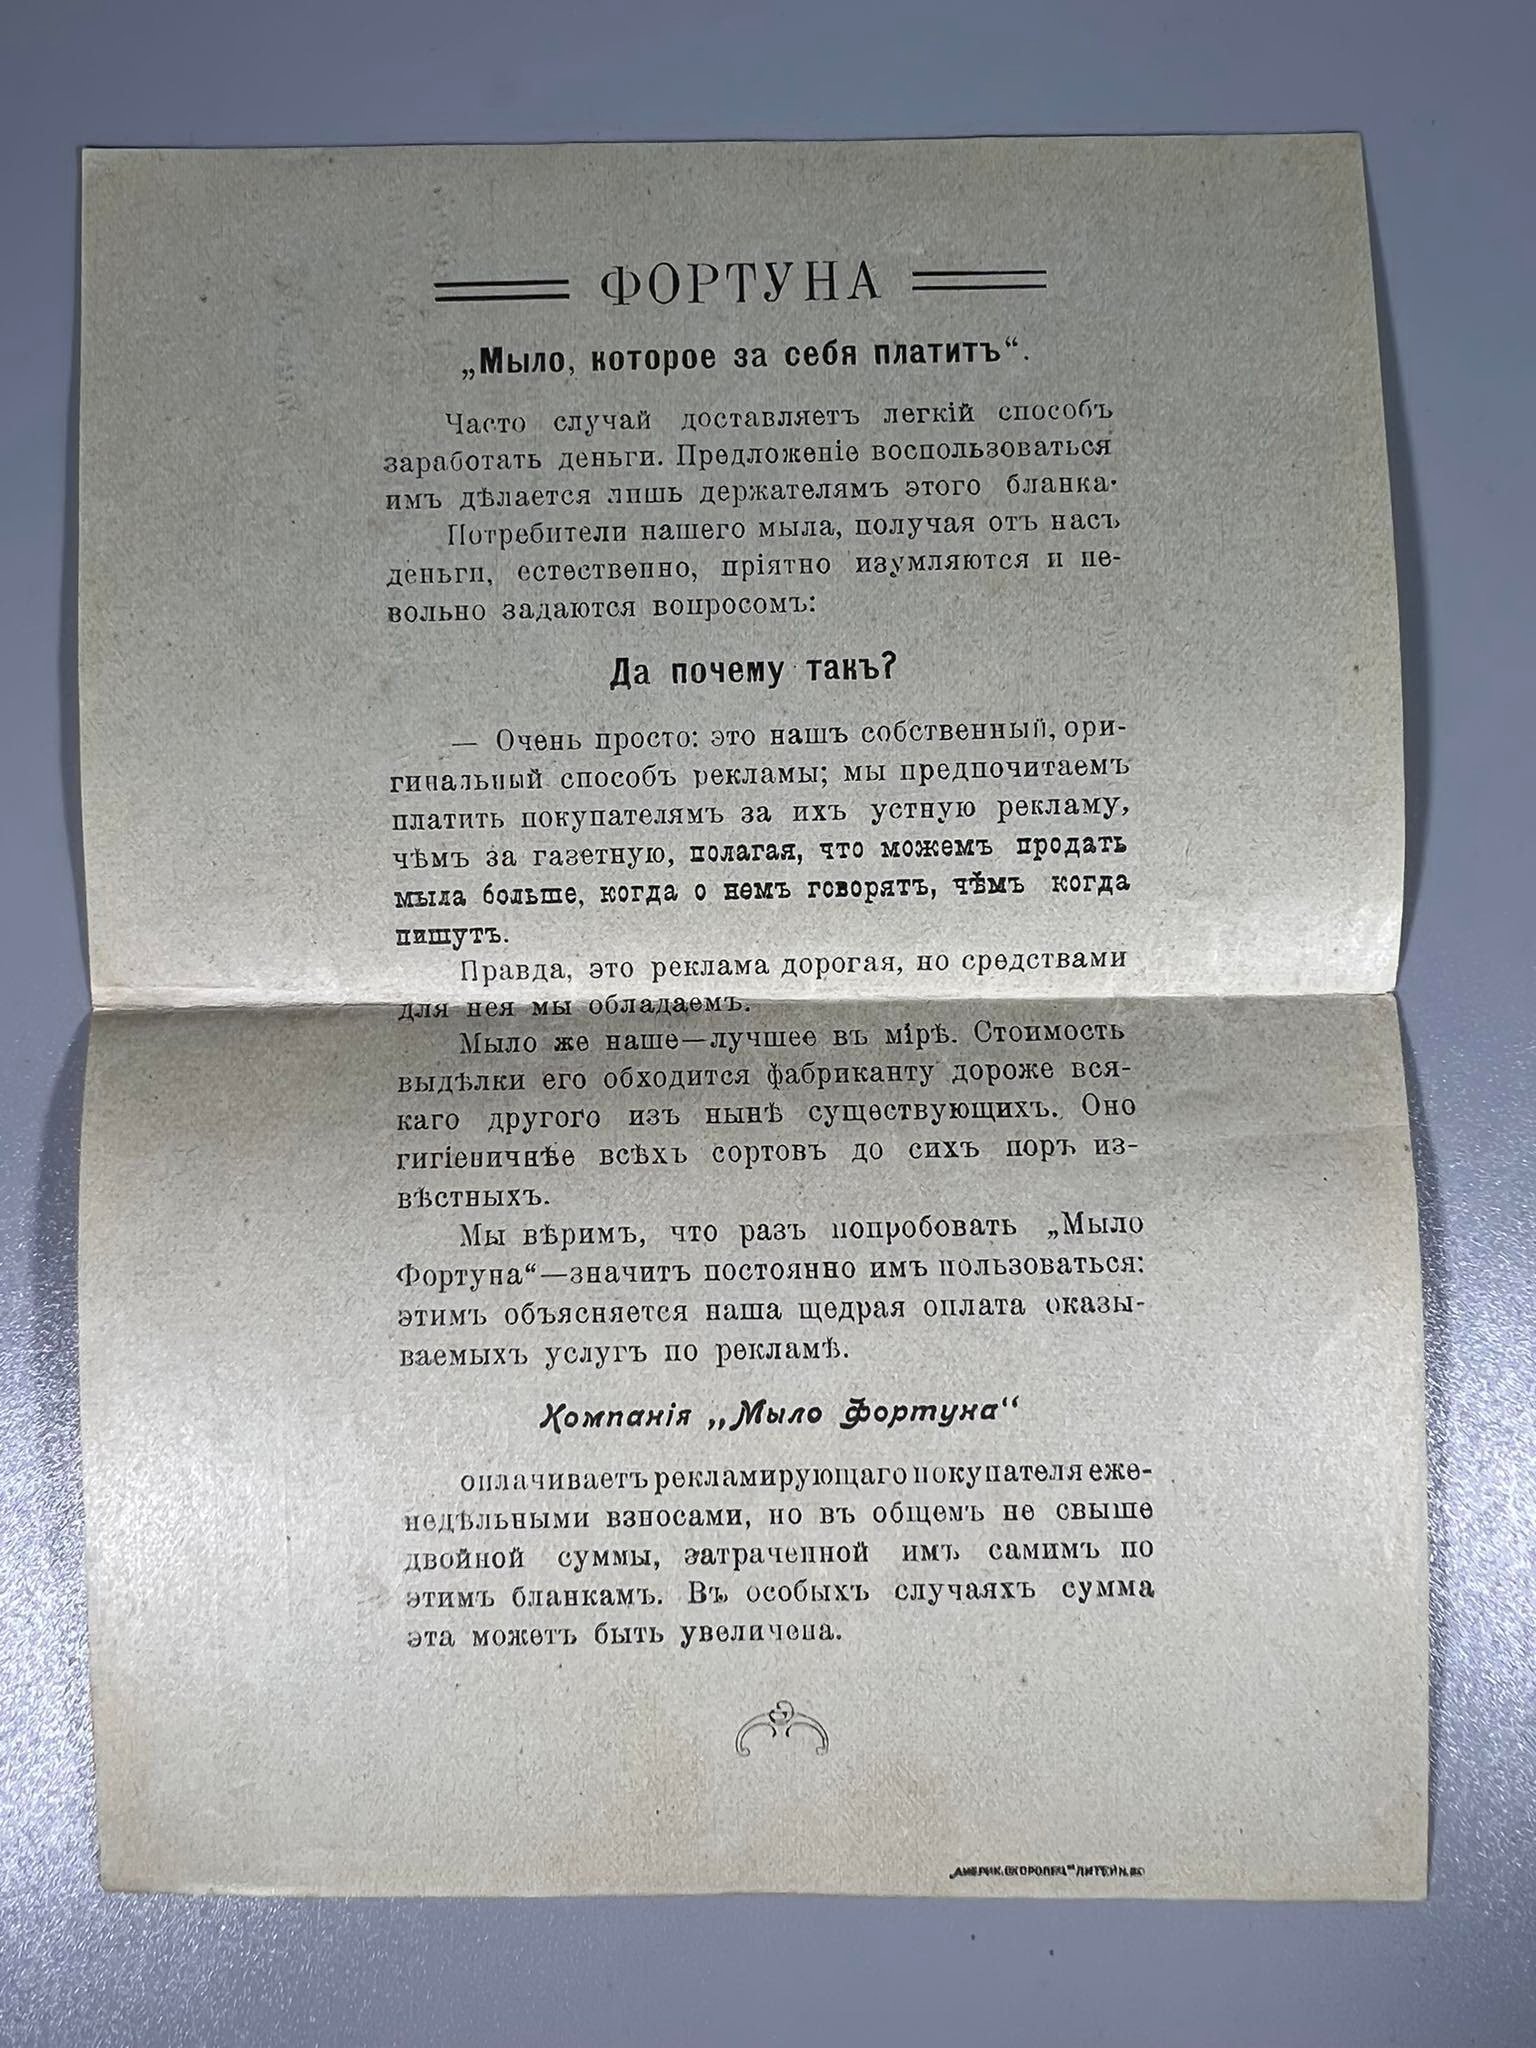 ФОРТУНА
„Мыло, которое за себя платитъ“.
Часто случай доставляетъ легкій способъ
заработать деньги. Предложеніе воспользоваться
имъ дѣлается лишь держателямъ этого бланка.
Потребители нашего мыла, получая отъ насъ
деньги, естественно, пріятно изумляются и не-
вольно задаются вопросомъ:
Да почему такъ?
— Очень просто: это нашъ собственный, ори-
гинальный способъ рекламы; мы предпочитаемъ
платить покупателямъ за ихъ устную рекламу,
чѣмъ за газетную, полагая, что можемъ продать
мыла больше, когда о немъ говорятъ, чѣмъ когда
пишутъ.
Правда, это реклама дорогая, но средствами
для нея мы обладаемъ.
Мыло же наше—лучшее въ мірѣ. Стоимость
выдѣлки его обходится фабриканту дороже вся-
каго другого изъ нынѣ существующихъ. Оно
гигіеничнѣе всѣхъ сортовъ до сихъ поръ из-
вѣстныхъ.
Мы вѣримъ, что разъ попробовать „Мыло
Фортуна“—значитъ постоянно имъ пользоваться:
этимъ объясняется наша щедрая оплата оказы-
ваемыхъ услугъ по рекламѣ.
Компанія „Мыло Фортуна“
оплачиваетъ рекламирующаго покупателя еже-
недѣльными взносами, но въ общемъ не свыше
двойной суммы, затраченной имъ самимъ по
этимъ бланкамъ. Въ особыхъ случаяхъ сумма
эта можетъ быть увеличена.
„АМЕРИК. СКОРОПЕЧ.“ ЛИТЕЙН.